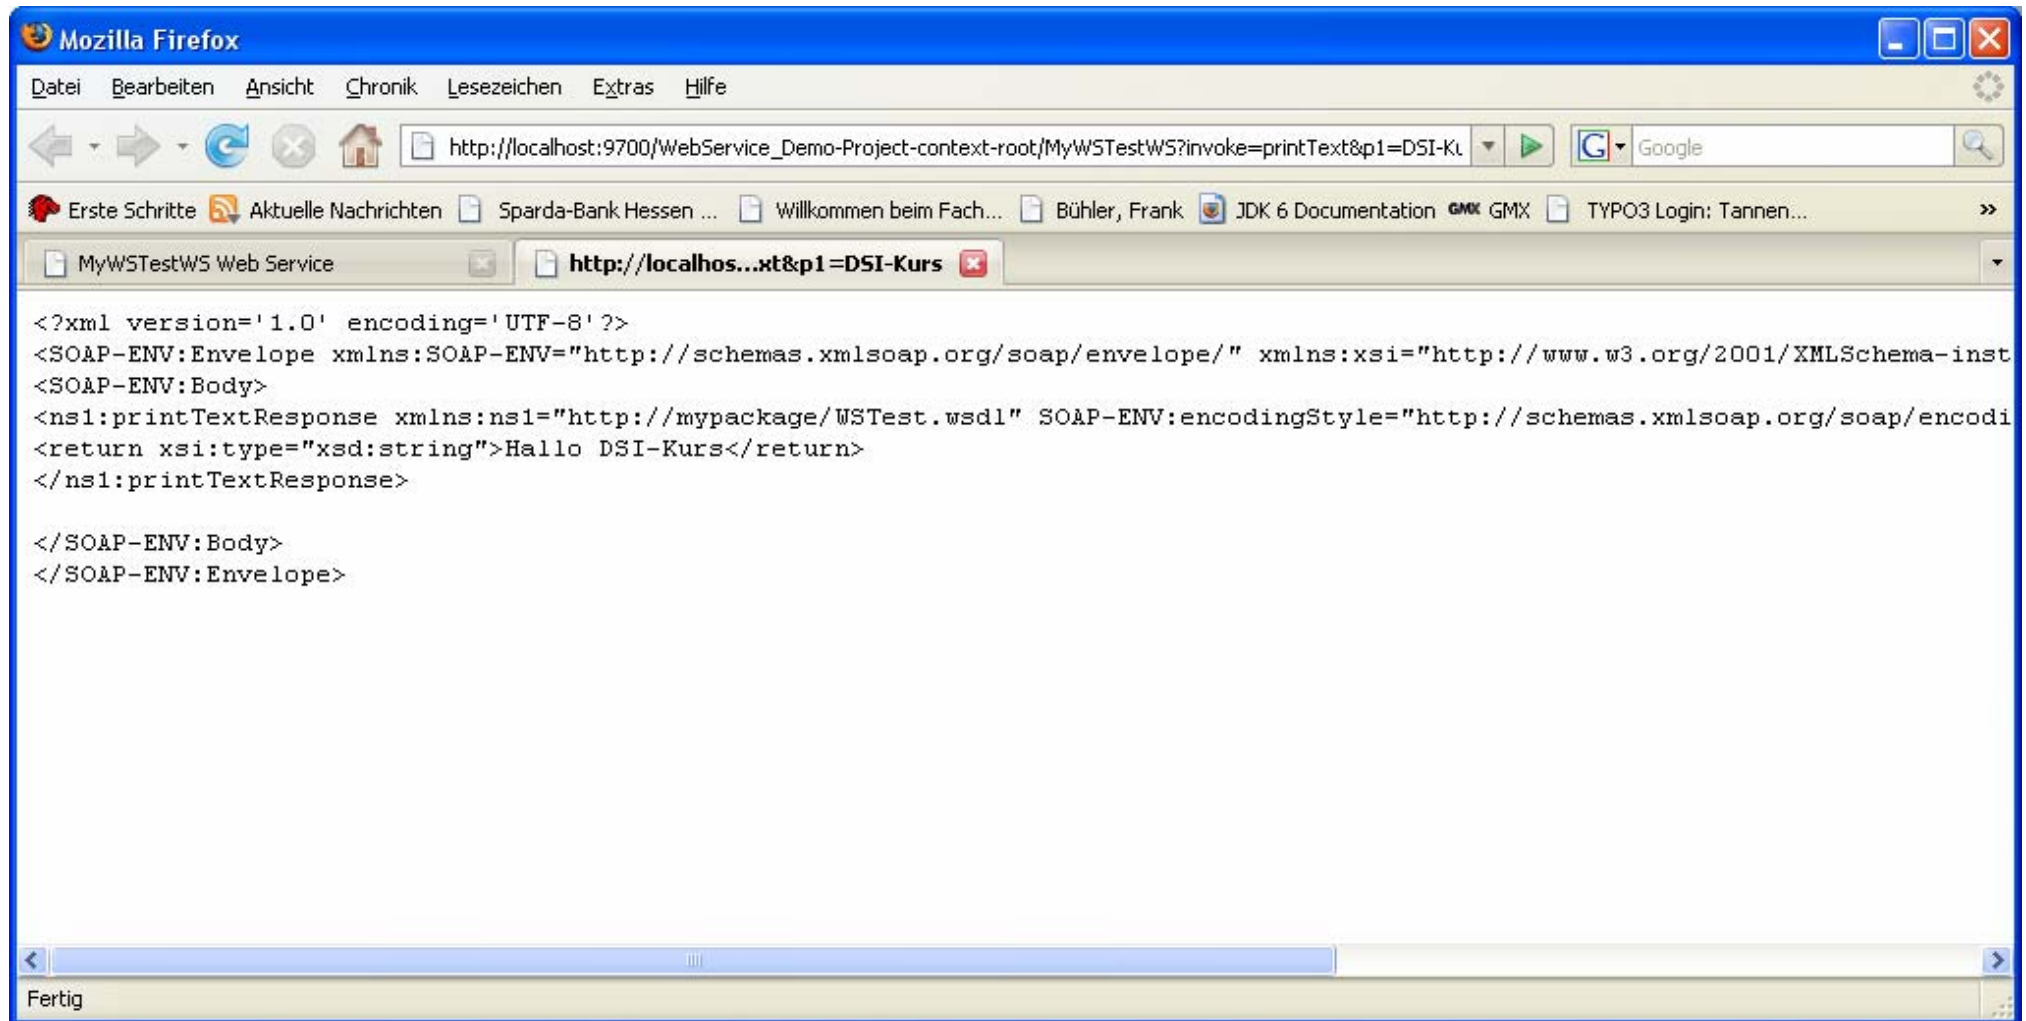 Mozilla Firefox
Datei Bearbeiten Ansicht Chronik Lesezeichen Extras Hilfe
http://localhost:9700/WebService_Demo-Project-context-root/MyWSTestWS?invoke=printText&p1=DSI-Ku G Google
Erste Schritte Aktuelle Nachrichten Sparda-Bank Hessen ... Willkommen beim Fach... Bühler, Frank JDK 6 Documentation GMX GMX TYPO3 Login: Tannen... »
MyWSTestWS Web Service http://localhos...xt&p1=DSI-Kurs
<?xml version='1.0' encoding='UTF-8'?>
<SOAP-ENV:Envelope xmlns:SOAP-ENV="http://schemas.xmlsoap.org/soap/envelope/" xmlns:xsi="http://www.w3.org/2001/XMLSchema-inst
<SOAP-ENV:Body>
<ns1:printTextResponse xmlns:ns1="http://mypackage/WSTest.wsdl" SOAP-ENV:encodingStyle="http://schemas.xmlsoap.org/soap/encodi
<return xsi:type="xsd:string">Hallo DSI-Kurs</return>
</ns1:printTextResponse>
</SOAP-ENV:Body>
</SOAP-ENV:Envelope>
Fertig